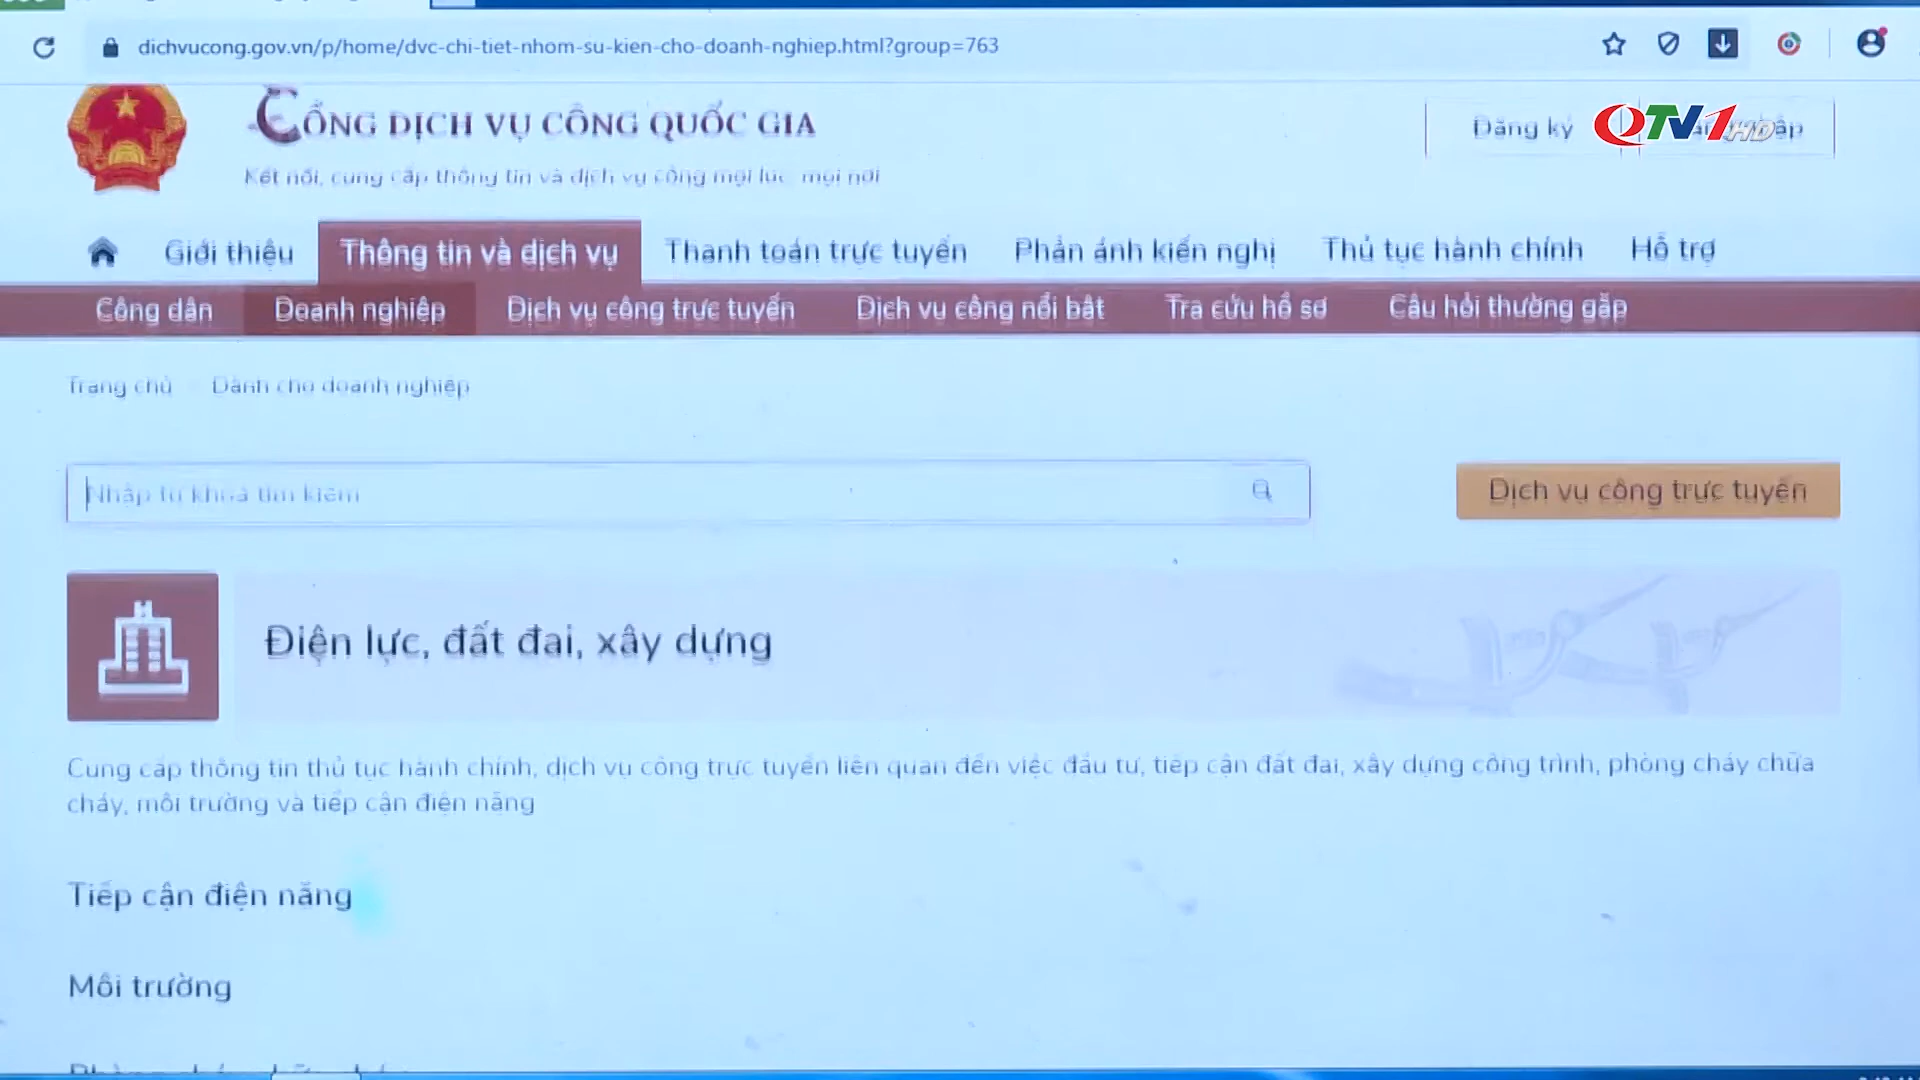 dichvucong.gov.vn/p/home/dvc-chi-tiet-nhom-su-kien-cho-doanh-nghiep.html?group=763
CỔNG DỊCH VỤ CÔNG QUỐC GIA
Kết nối, cung cấp thông tin và dịch vụ công mọi lúc, mọi nơi
Đăng ký
QTV1 HD
Giới thiệu Thông tin và dịch vụ Thanh toán trực tuyến Phản ánh kiến nghị Thủ tục hành chính Hỗ trợ
Công dân Doanh nghiệp Dịch vụ công trực tuyến Dịch vụ công nổi bật Tra cứu hồ sơ Câu hỏi thường gặp
Trang chủ Dành cho doanh nghiệp
Nhập từ khoá tìm kiếm
Dịch vụ công trực tuyến
Điện lực, đất đai, xây dựng
Cung cấp thông tin thủ tục hành chính, dịch vụ công trực tuyến liên quan đến việc đầu tư, tiếp cận đất đai, xây dựng công trình, phòng cháy chữa
cháy, môi trường và tiếp cận điện năng
Tiếp cận điện năng
Môi trường